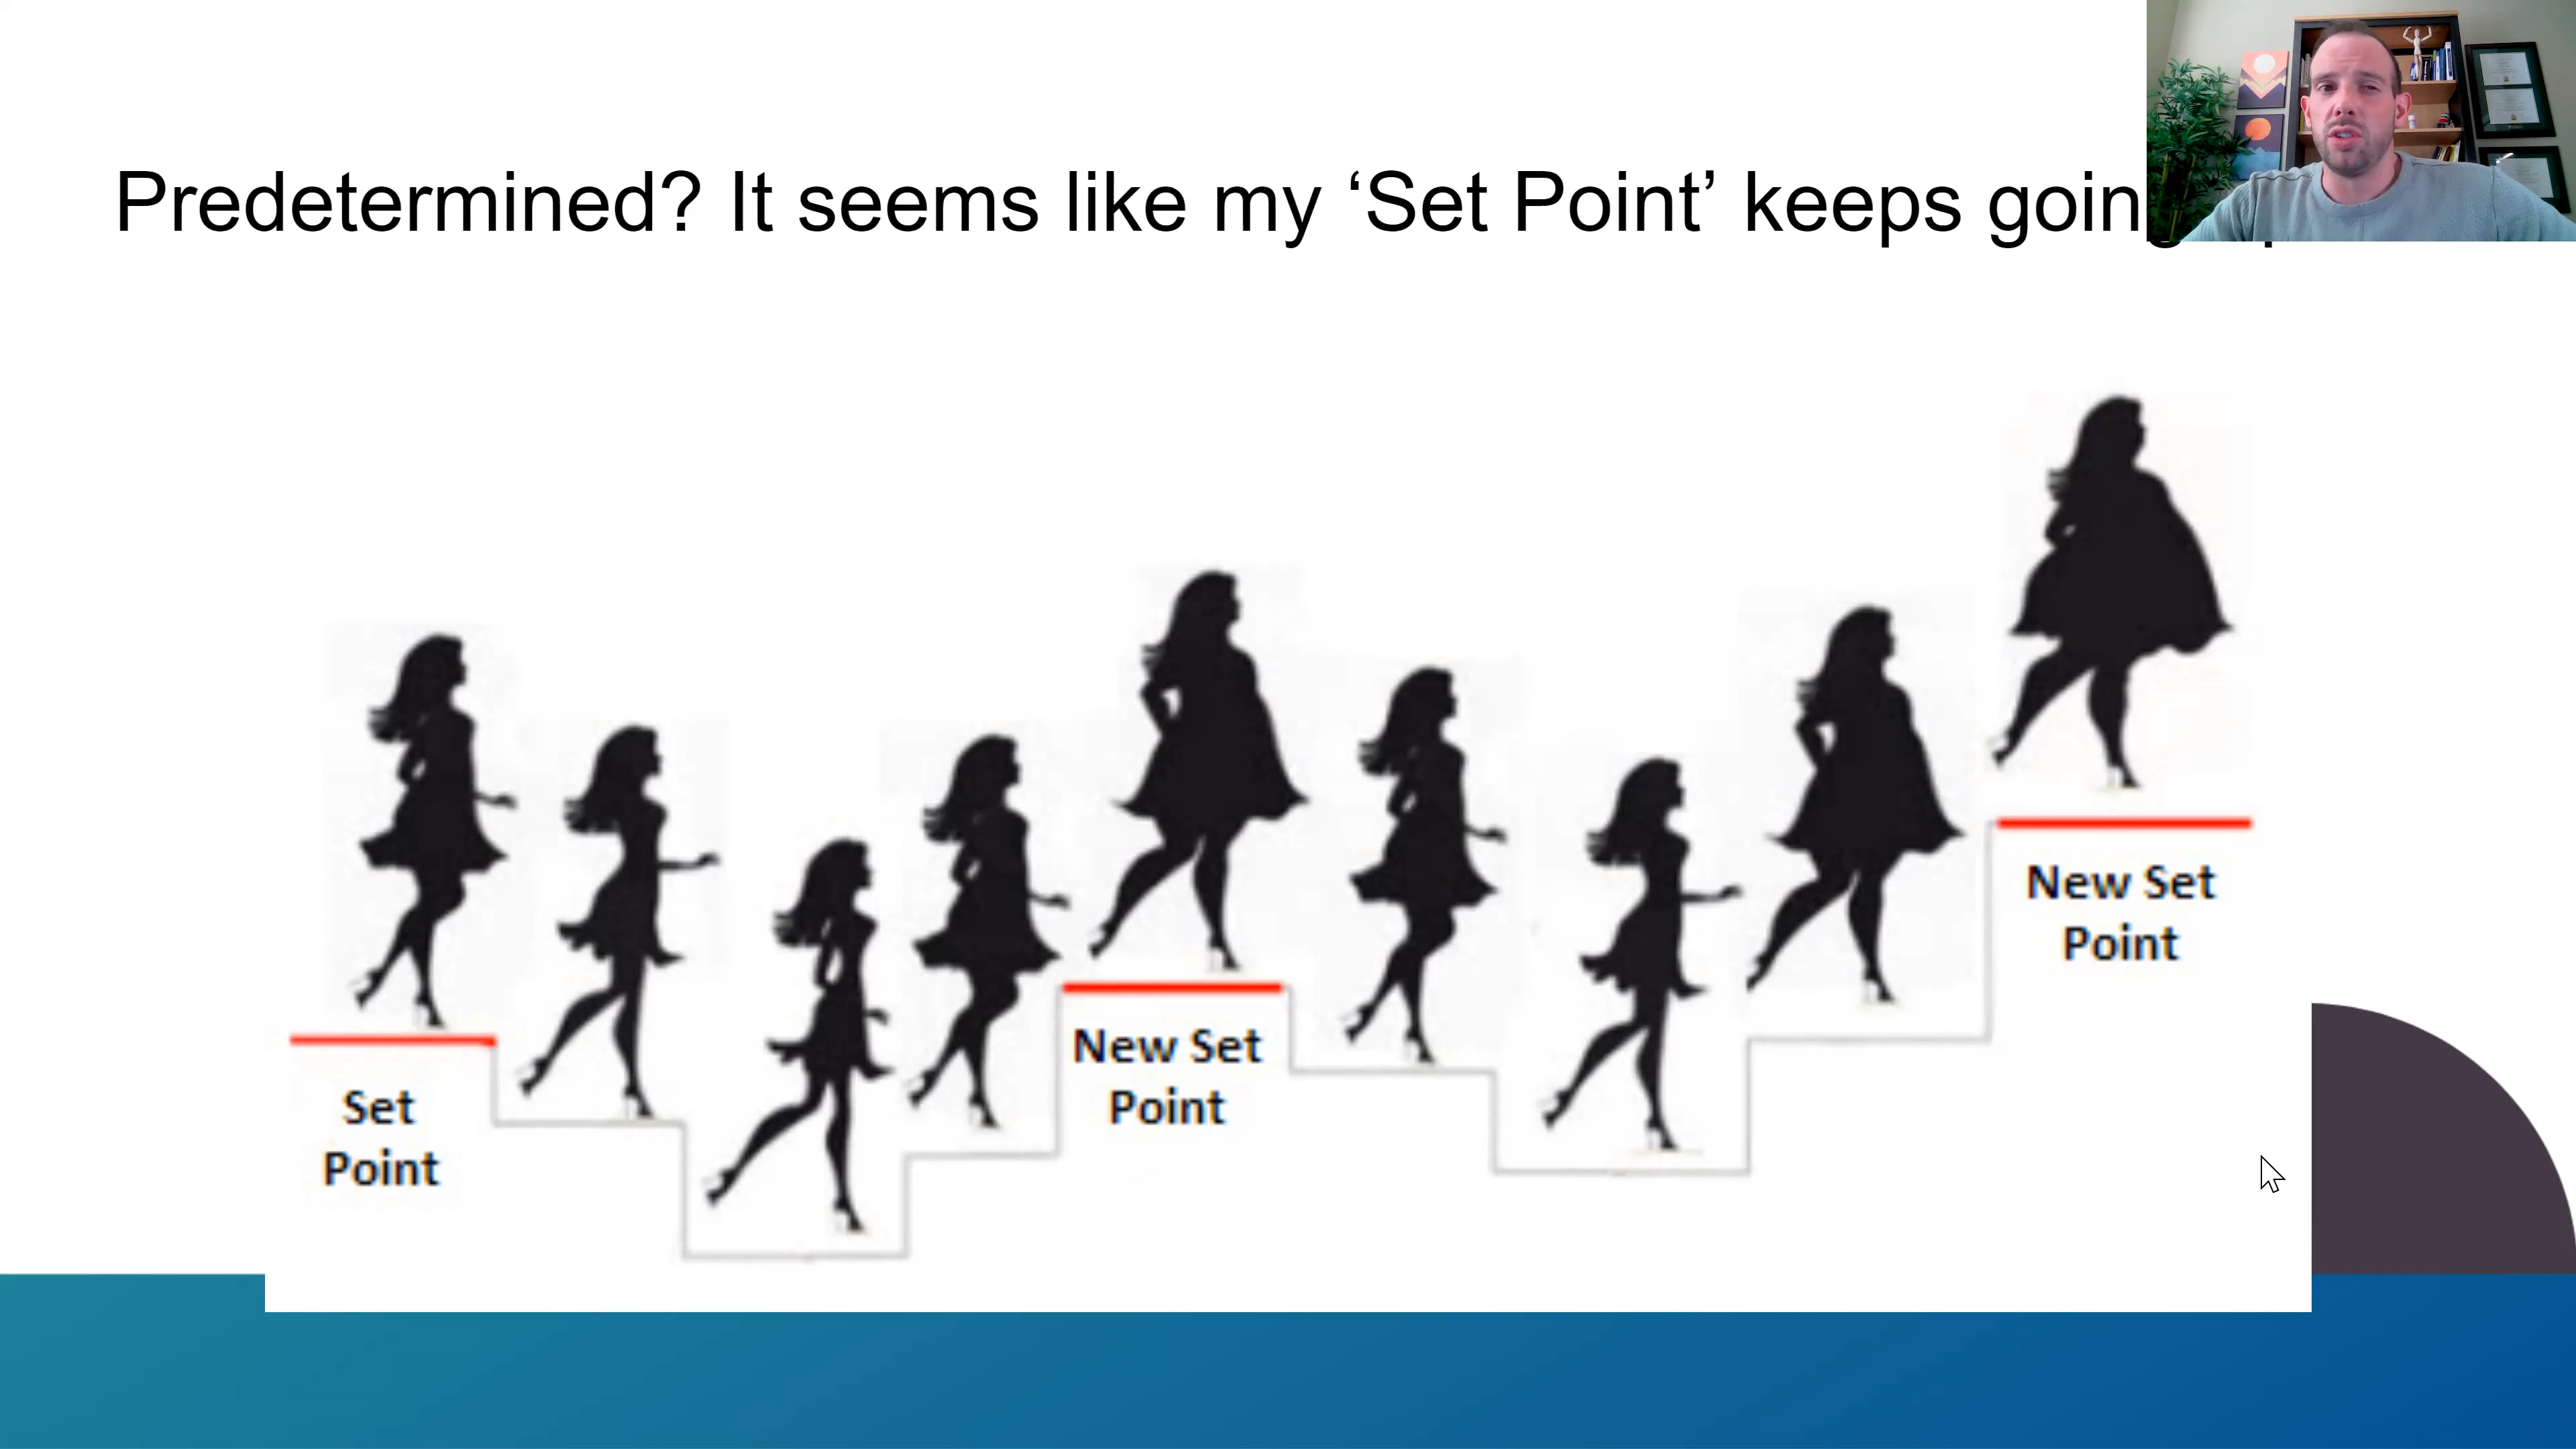 Predetermined? It seems like my ‘Set Point’ keeps going
New Set
Point
New Set
Point
Set
Point